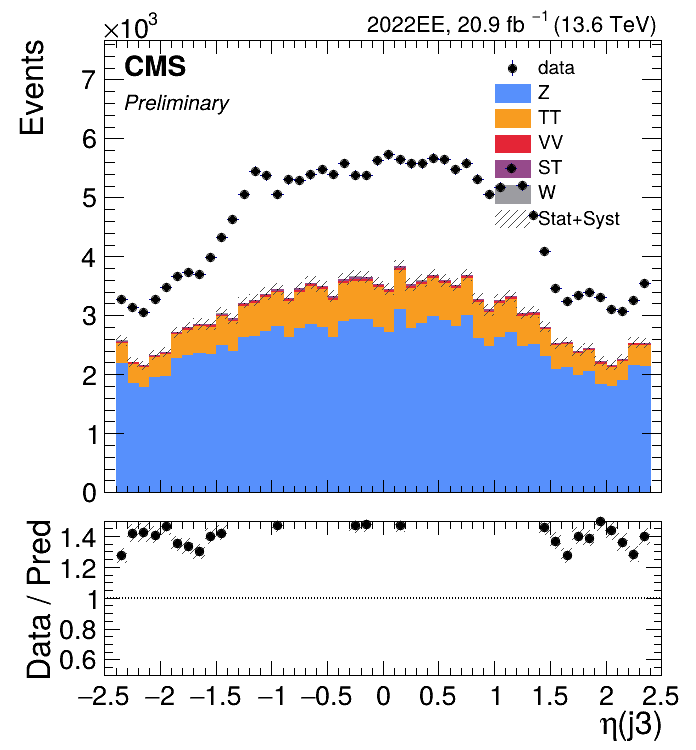 ×10³ 2022EE, 20.9 fb ⁻¹ (13.6 TeV)
CMS
Preliminary
data
Z
TT
VV
ST
W
Stat+Syst
Events
7
6
5
4
3
2
1
0
Data / Pred
1.4
1.2
1
0.8
0.6
−2.5 −2 −1.5 −1 −0.5 0 0.5 1 1.5 2 2.5
η(j3)